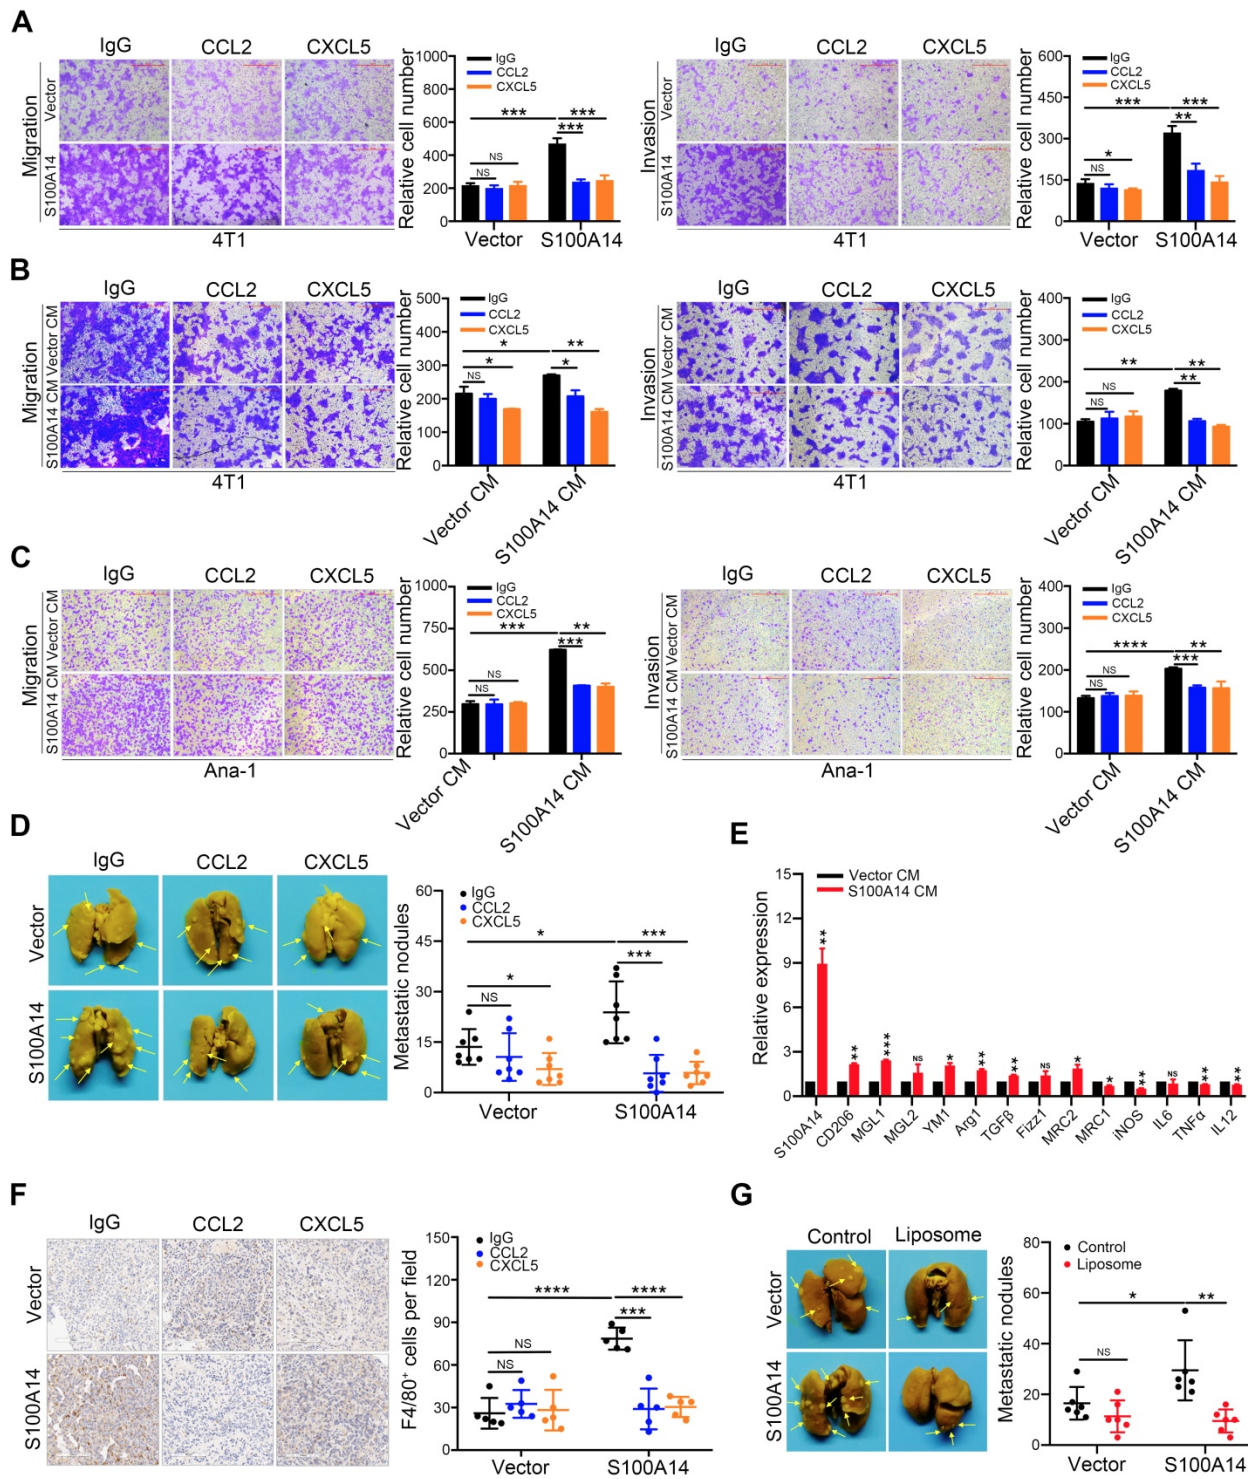 A
IgG CCL2 CXCL5
Migration
Vector
S100A14
4T1
Relative cell number
1000
800
600
400
200
0
IgG
CCL2
CXCL5
NS
NS
***
***
***
Vector S100A14
IgG CCL2 CXCL5
Invasion
Vector
S100A14
4T1
Relative cell number
600
450
300
150
0
IgG
CCL2
CXCL5
NS
*
***
**
***
Vector S100A14
B
IgG CCL2 CXCL5
Migration
S100A14 CM Vector CM
4T1
Relative cell number
500
400
300
200
100
0
IgG
CCL2
CXCL5
NS
*
*
*
**
Vector CM
S100A14 CM
IgG CCL2 CXCL5
Invasion
S100A14 CM Vector CM
4T1
Relative cell number
400
300
200
100
0
IgG
CCL2
CXCL5
NS
NS
**
**
**
Vector CM
S100A14 CM
C
IgG CCL2 CXCL5
Migration
S100A14 CM Vector CM
Ana-1
Relative cell number
1000
750
500
250
0
IgG
CCL2
CXCL5
NS
NS
***
***
**
Vector CM
S100A14 CM
IgG CCL2 CXCL5
Invasion
S100A14 CM Vector CM
Ana-1
Relative cell number
400
300
200
100
0
IgG
CCL2
CXCL5
NS
NS
****
***
**
Vector CM
S100A14 CM
D
IgG CCL2 CXCL5
Vector
S100A14
Metastatic nodules
60
45
30
15
0
IgG
CCL2
CXCL5
NS
*
*
***
***
Vector S100A14
E
Relative expression
15
12
9
6
3
0
Vector CM
S100A14 CM
** ** *** NS * ** ** NS * * ** NS ** **
S100A14 CD206 MGL1 MGL2 YM1 Arg1 TGFβ Fizz1 MRC2 MRC1 iNOS IL6 TNFα IL12
F
IgG CCL2 CXCL5
Vector
S100A14
F4/80⁺ cells per field
150
120
90
60
30
0
IgG
CCL2
CXCL5
NS
NS
****
***
****
Vector S100A14
G
Control Liposome
Vector
S100A14
Metastatic nodules
80
60
40
20
0
Control
Liposome
NS
*
**
Vector S100A14